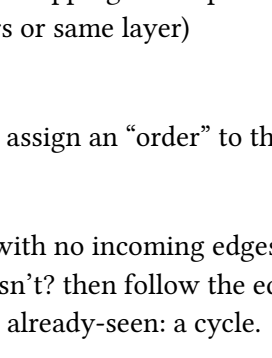 rs or same layer)
assign an “order” to th
with no incoming edges
sn’t? then follow the ed
already-seen: a cycle.